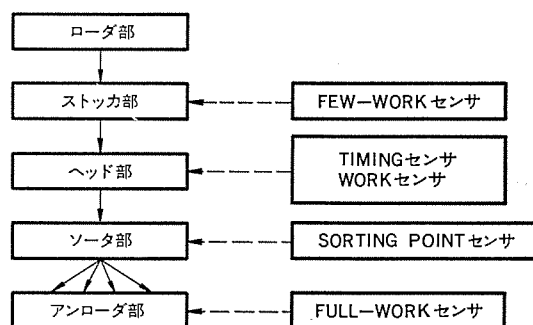 ローダ部
ストッカ部
FEW—WORKセンサ
ヘッド部
TIMINGセンサ
WORKセンサ
ソータ部
SORTING POINTセンサ
アンローダ部
FULL—WORKセンサ